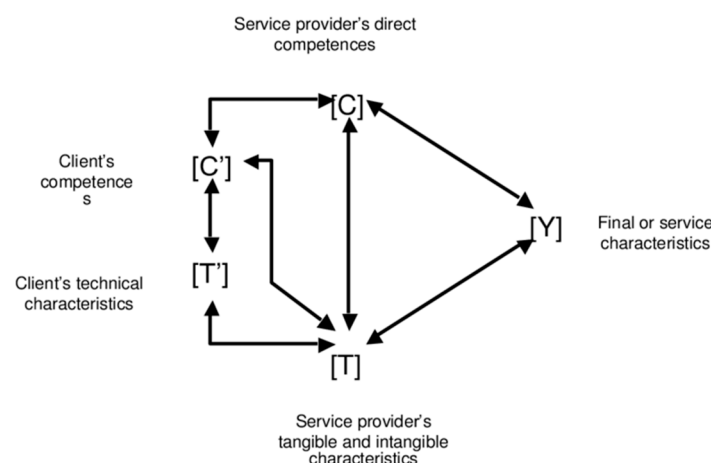 Service provider's direct
competences
[C]
[C']
Client's
competence
s
[Y]
Final or service
characteristics
[T']
Client's technical
characteristics
[T]
Service provider's
tangible and intangible
characteristics